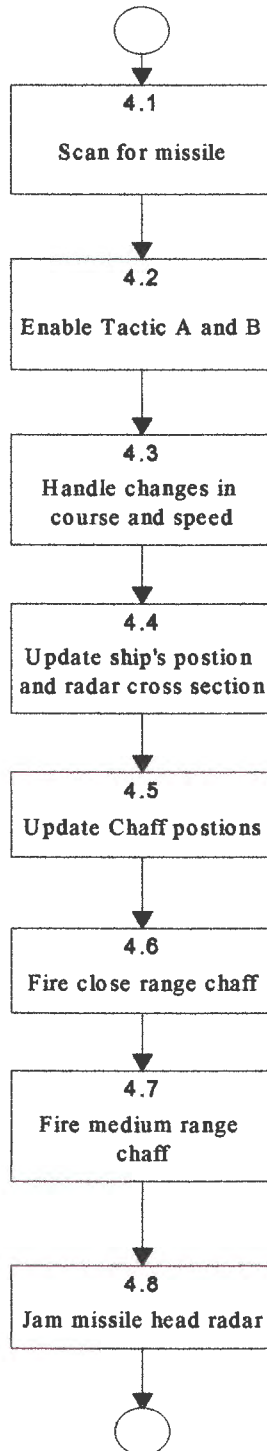 4.1
Scan for missile
4.2
Enable Tactic A and B
4.3
Handle changes in
course and speed
4.4
Update ship's postion
and radar cross section
4.5
Update Chaff postions
4.6
Fire close range chaff
4.7
Fire medium range
chaff
4.8
Jam missile head radar